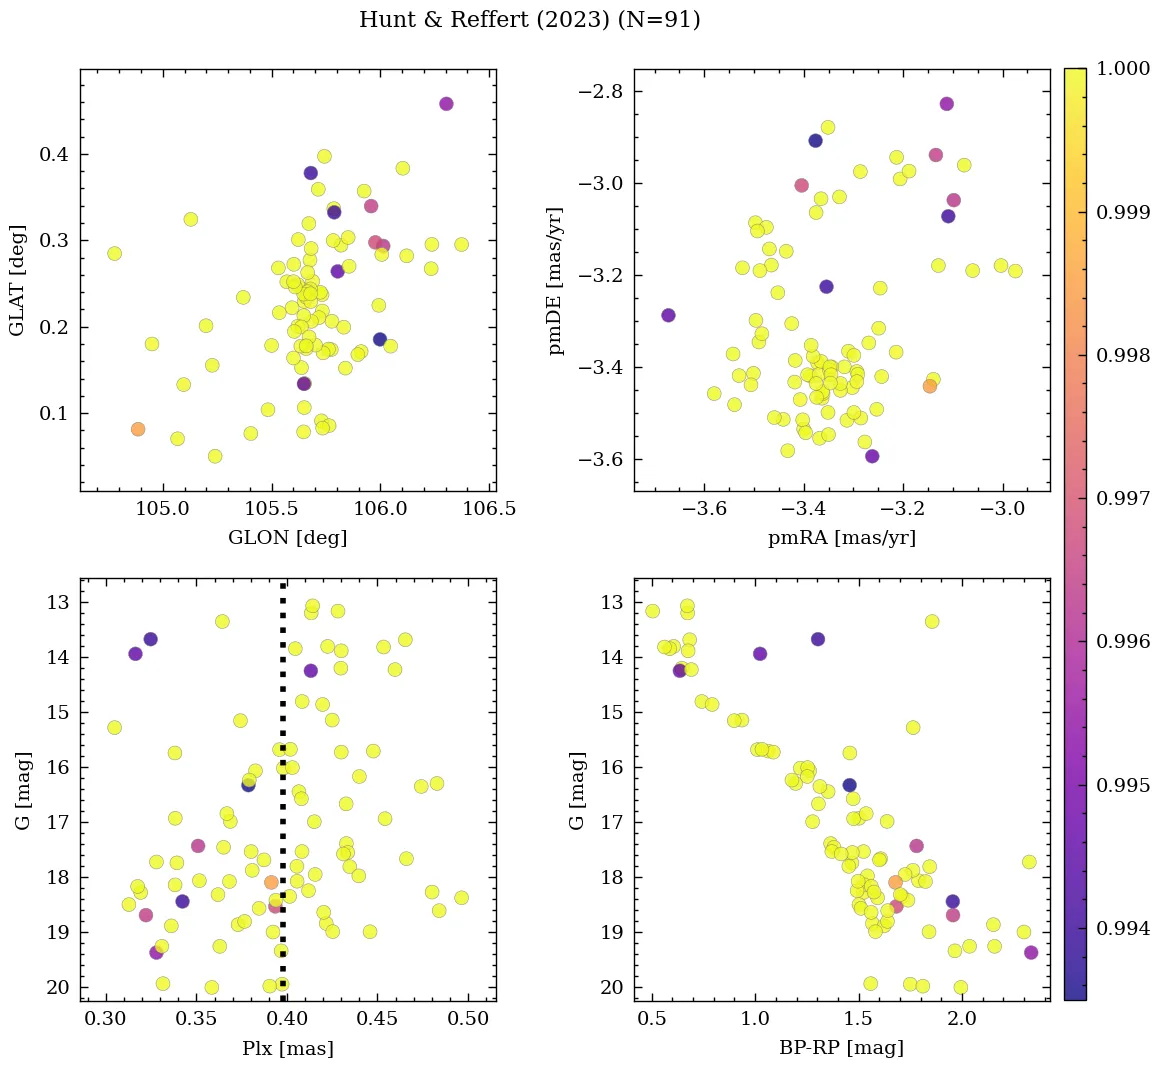 Hunt & Reffert (2023) (N=91)
0.4
0.3
0.2
0.1
GLAT [deg]
105.0 105.5 106.0 106.5
GLON [deg]
−2.8
−3.0
−3.2
−3.4
−3.6
pmDE [mas/yr]
−3.6 −3.4 −3.2 −3.0
pmRA [mas/yr]
1.000
0.999
0.998
0.997
0.996
0.995
0.994
13
14
15
16
17
18
19
20
G [mag]
0.30 0.35 0.40 0.45 0.50
Plx [mas]
13
14
15
16
17
18
19
20
G [mag]
0.5 1.0 1.5 2.0
BP-RP [mag]